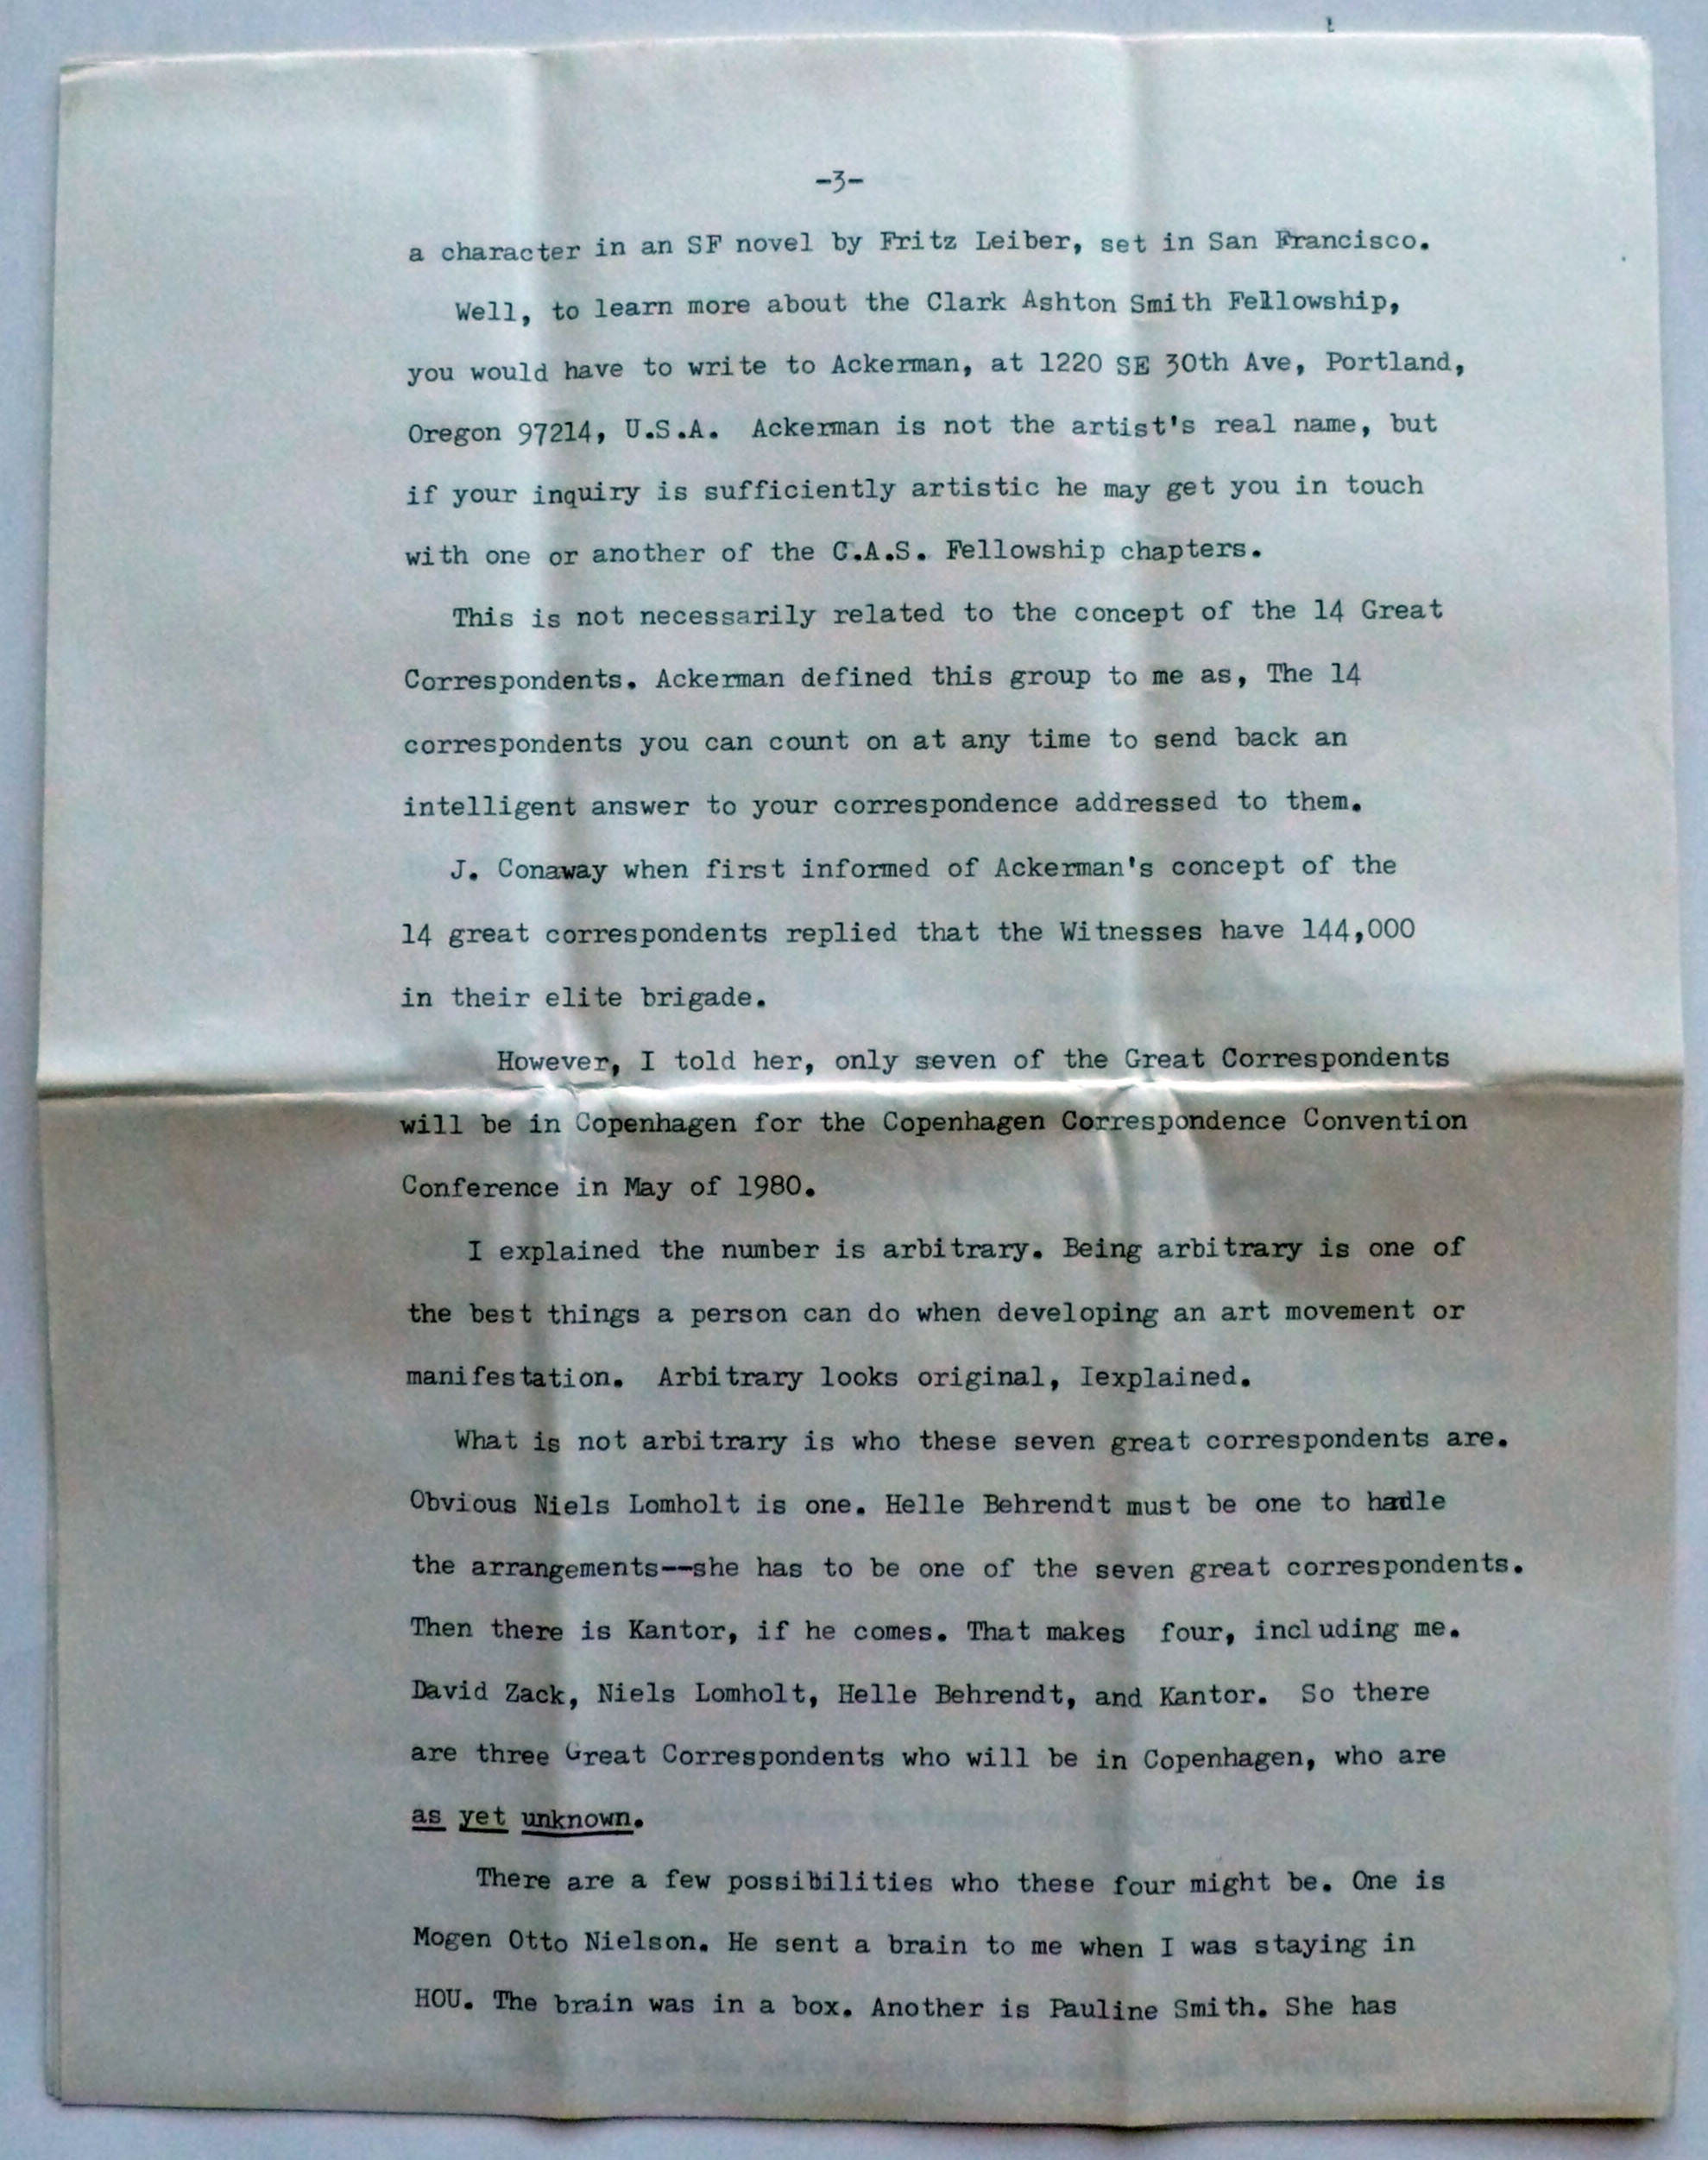 -3-
a character in an SF novel by Fritz Leiber, set in San Francisco.
Well, to learn more about the Clark Ashton Smith Fellowship,
you would have to write to Ackerman, at 1220 SE 30th Ave, Portland,
Oregon 97214, U.S.A. Ackerman is not the artist's real name, but
if your inquiry is sufficiently artistic he may get you in touch
with one or another of the C.A.S. Fellowship chapters.
This is not necessarily related to the concept of the 14 Great
Correspondents. Ackerman defined this group to me as, The 14
correspondents you can count on at any time to send back an
intelligent answer to your correspondence addressed to them.
J. Conaway when first informed of Ackerman's concept of the
14 great correspondents replied that the Witnesses have 144,000
in their elite brigade.
However, I told her, only seven of the Great Correspondents
will be in Copenhagen for the Copenhagen Correspondence Convention
Conference in May of 1980.
I explained the number is arbitrary. Being arbitrary is one of
the best things a person can do when developing an art movement or
manifestation. Arbitrary looks original, Iexplained.
What is not arbitrary is who these seven great correspondents are.
Obvious Niels Lomholt is one. Helle Behrendt must be one to hadle
the arrangements--she has to be one of the seven great correspondents.
Then there is Kantor, if he comes. That makes four, including me.
David Zack, Niels Lomholt, Helle Behrendt, and Kantor. So there
are three Great Correspondents who will be in Copenhagen, who are
as yet unknown.
There are a few possibilities who these four might be. One is
Mogen Otto Nielson. He sent a brain to me when I was staying in
HOU. The brain was in a box. Another is Pauline Smith. She has